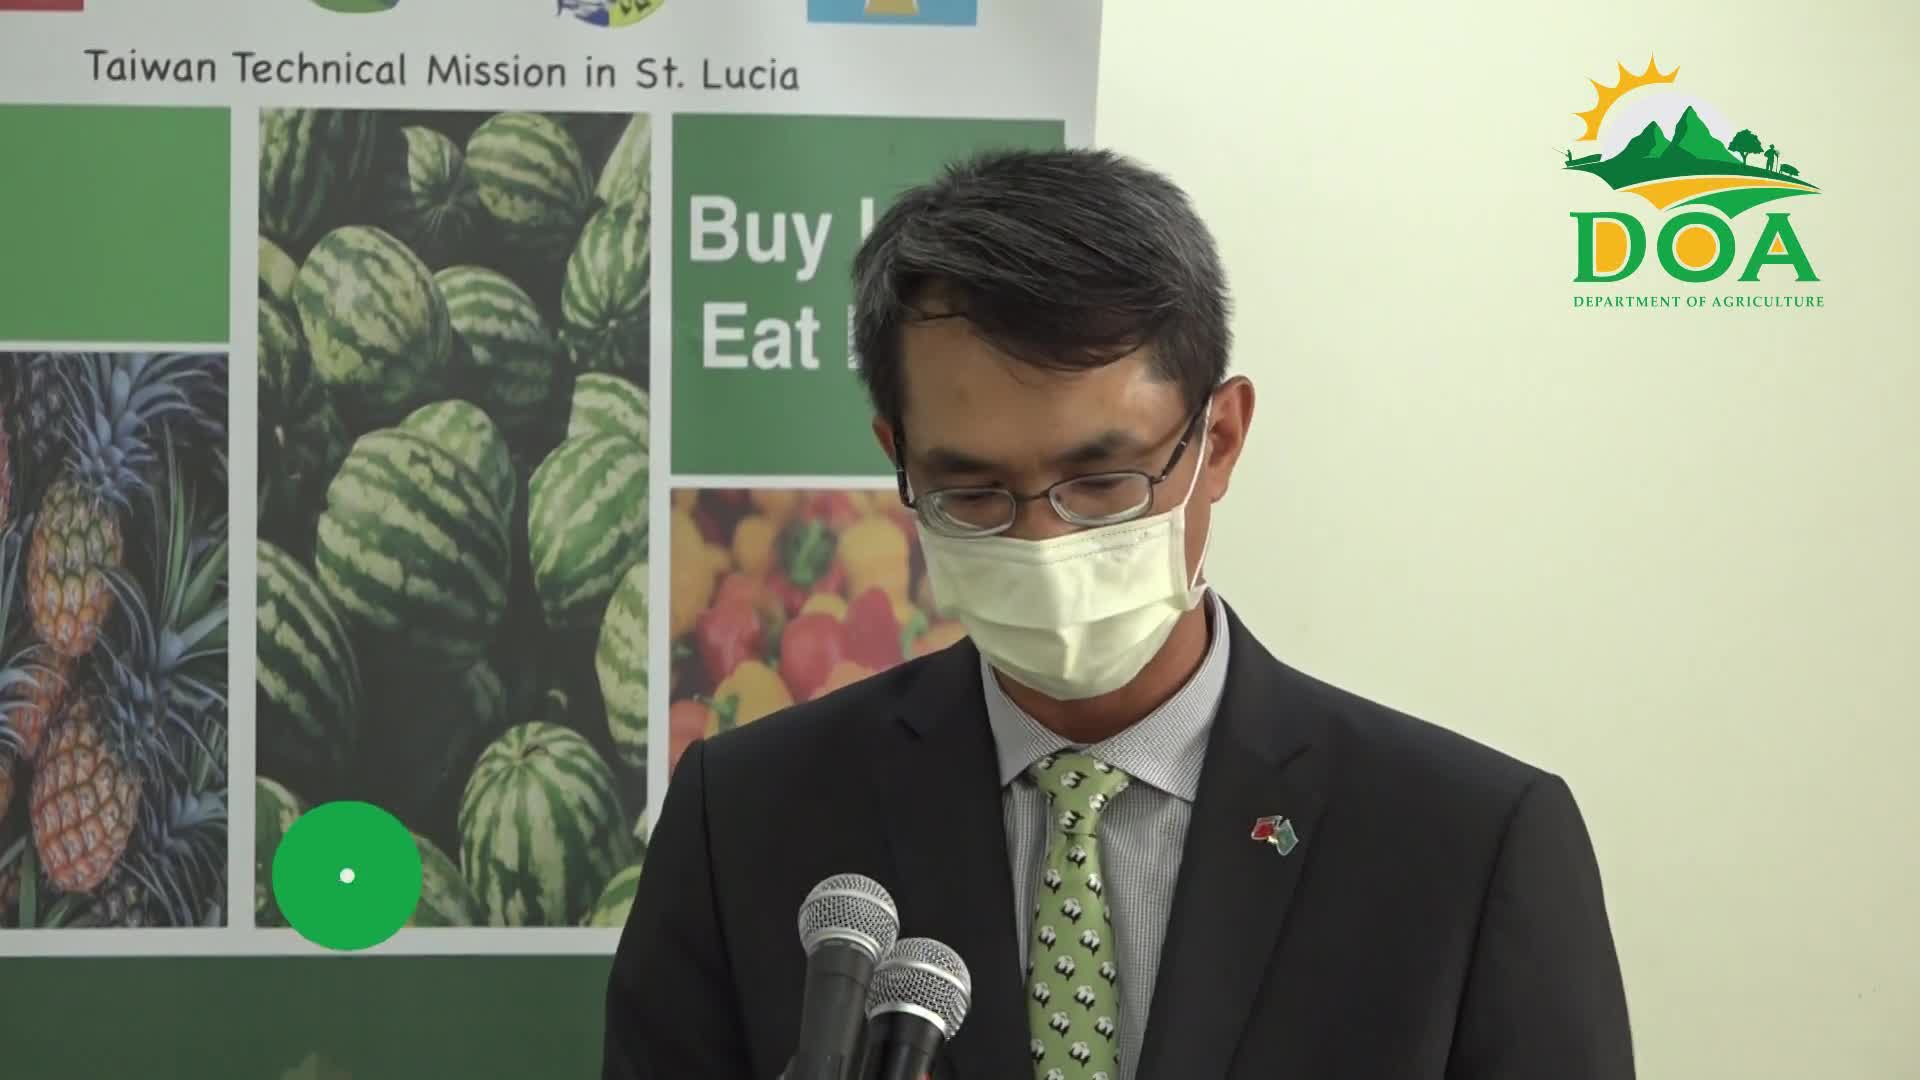 Taiwan Technical Mission in St. Lucia
Buy
Eat
DOA
DEPARTMENT OF AGRICULTURE